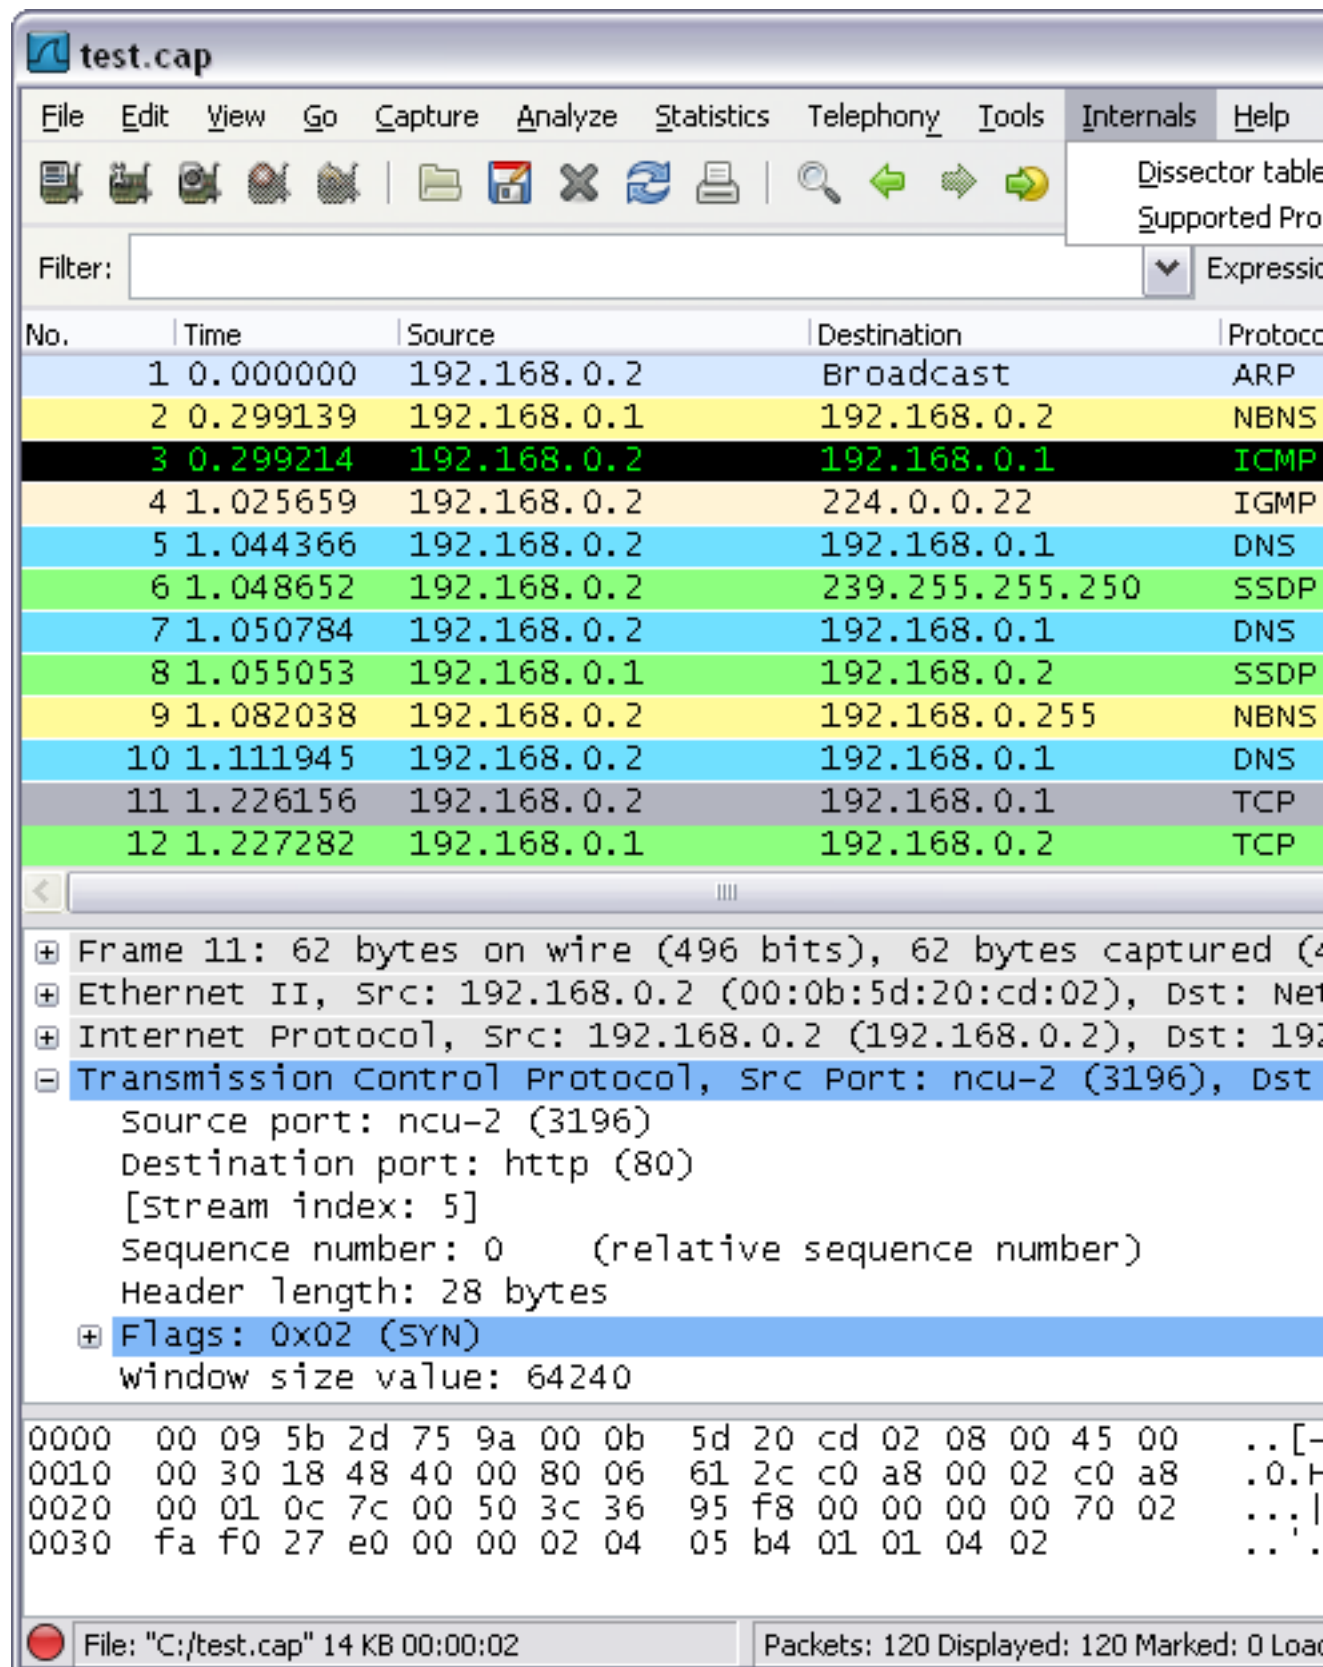 test.cap
File Edit View Go Capture Analyze Statistics Telephony Tools Internals Help
Dissector table
Supported Pro
Filter: Expressio
No. Time Source Destination Protoco
1 0.000000 192.168.0.2 Broadcast ARP
2 0.299139 192.168.0.1 192.168.0.2 NBNS
3 0.299214 192.168.0.2 192.168.0.1 ICMP
4 1.025659 192.168.0.2 224.0.0.22 IGMP
5 1.044366 192.168.0.2 192.168.0.1 DNS
6 1.048652 192.168.0.2 239.255.255.250 SSDP
7 1.050784 192.168.0.2 192.168.0.1 DNS
8 1.055053 192.168.0.1 192.168.0.2 SSDP
9 1.082038 192.168.0.2 192.168.0.255 NBNS
10 1.111945 192.168.0.2 192.168.0.1 DNS
11 1.226156 192.168.0.2 192.168.0.1 TCP
12 1.227282 192.168.0.1 192.168.0.2 TCP
Frame 11: 62 bytes on wire (496 bits), 62 bytes captured (4
Ethernet II, Src: 192.168.0.2 (00:0b:5d:20:cd:02), Dst: Net
Internet Protocol, Src: 192.168.0.2 (192.168.0.2), Dst: 192
Transmission Control Protocol, Src Port: ncu-2 (3196), Dst
Source port: ncu-2 (3196)
Destination port: http (80)
[Stream index: 5]
Sequence number: 0 (relative sequence number)
Header length: 28 bytes
Flags: 0x02 (SYN)
Window size value: 64240
0000 00 09 5b 2d 75 9a 00 0b 5d 20 cd 02 08 00 45 00 ..[-
0010 00 30 18 48 40 00 80 06 61 2c c0 a8 00 02 c0 a8 .0.H
0020 00 01 0c 7c 00 50 3c 36 95 f8 00 00 00 00 70 02 ...|
0030 fa f0 27 e0 00 00 02 04 05 b4 01 01 04 02 ..'.
File: "C:/test.cap" 14 KB 00:00:02 Packets: 120 Displayed: 120 Marked: 0 Load